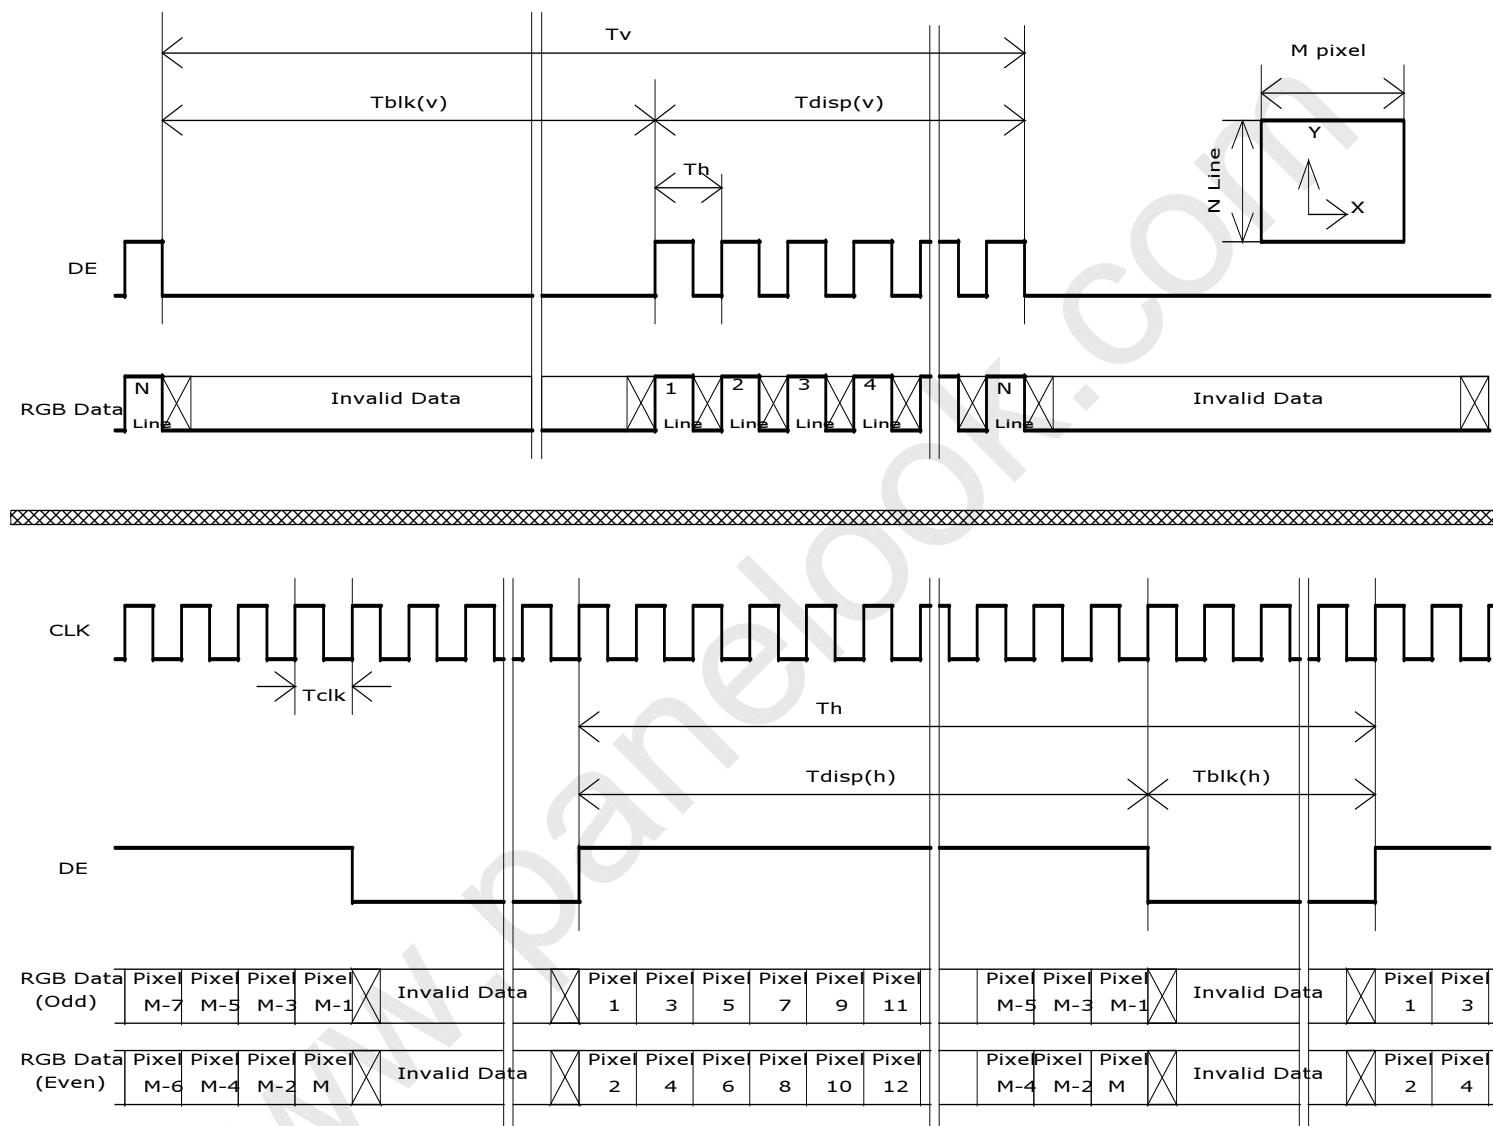 Tv
M pixel
Tblk(v)
Tdisp(v)
Y
Th
N Line
X
DE
N
Line
Invalid Data
1
Line
2
Line
3
Line
4
Line
N
Line
Invalid Data
RGB Data
CLK
Tclk
Th
Tdisp(h)
Tblk(h)
DE
RGB Data
(Odd)
Pixel Pixel Pixel Pixel Invalid Data Pixel Pixel Pixel Pixel Pixel Pixel Pixel Pixel Pixel Invalid Data Pixel Pixel
M-7 M-5 M-3 M-1 1 3 5 7 9 11 M-5 M-3 M-1 1 3
RGB Data
(Even)
Pixel Pixel Pixel Pixel Invalid Data Pixel Pixel Pixel Pixel Pixel Pixel Pixel Pixel Pixel Invalid Data Pixel Pixel
M-6 M-4 M-2 M 2 4 6 8 10 12 M-4 M-2 M 2 4
www.panelook.com